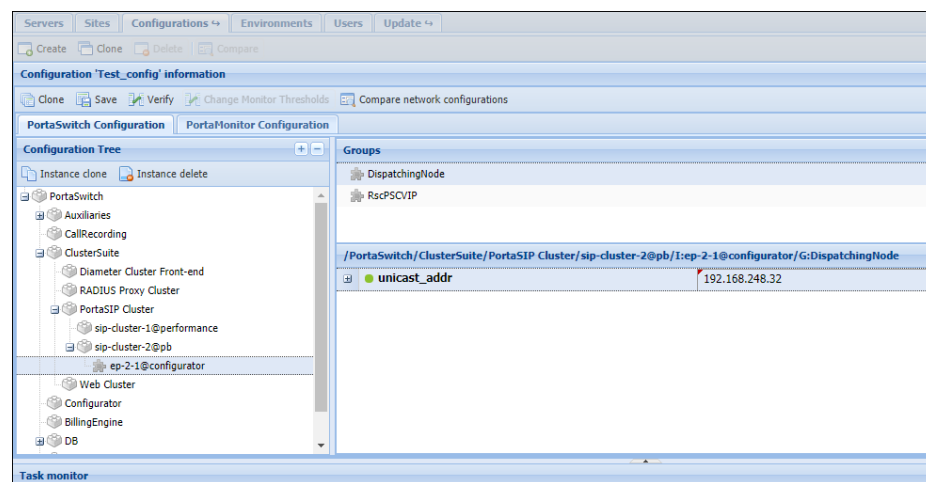 Servers Sites Configurations ↪ Environments Users Update ↪
Create Clone Delete Compare
Configuration 'Test_config' information
Clone Save Verify Change Monitor Thresholds Compare network configurations
PortaSwitch Configuration PortaMonitor Configuration
Configuration Tree
Instance clone Instance delete
PortaSwitch
Auxiliaries
CallRecording
ClusterSuite
Diameter Cluster Front-end
RADIUS Proxy Cluster
PortaSIP Cluster
sip-cluster-1@performance
sip-cluster-2@pb
ep-2-1@configurator
Web Cluster
Configurator
BillingEngine
DB
Groups
DispatchingNode
RscPSCVIP
/PortaSwitch/ClusterSuite/PortaSIP Cluster/sip-cluster-2@pb/I:ep-2-1@configurator/G:DispatchingNode
unicast_addr 192.168.248.32
Task monitor